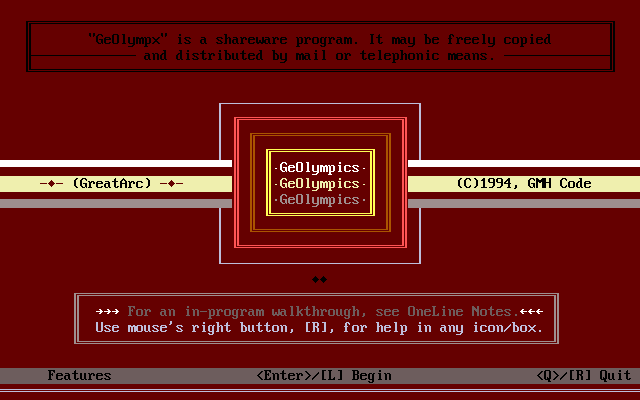 "GeOlympx" is a shareware program. It may be freely copied
and distributed by mail or telephonic means.
·GeOlympics·
-◆- (GreatArc) -◆- ·GeOlympics· (C)1994, GMH Code
·GeOlympics·
→→→ For an in-program walkthrough, see OneLine Notes.←←←
Use mouse's right button, [R], for help in any icon/box.
Features <Enter>/[L] Begin <Q>/[R] Quit